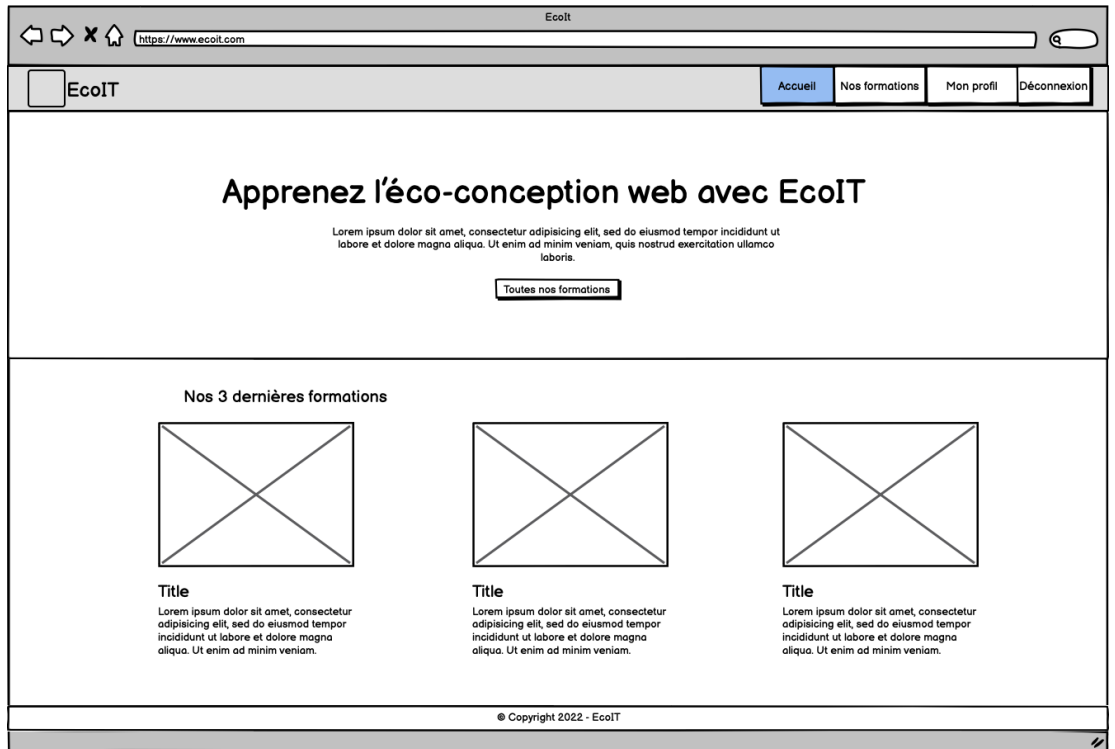 EcoIt
https://www.ecoit.com
EcoIT
Accueil
Nos formations
Mon profil
Déconnexion
Apprenez l'éco-conception web avec EcoIT
Lorem ipsum dolor sit amet, consectetur adipisicing elit, sed do eiusmod tempor incididunt ut
labore et dolore magna aliqua. Ut enim ad minim veniam, quis nostrud exercitation ullamco
laboris.
Toutes nos formations
Nos 3 dernières formations
Title
Lorem ipsum dolor sit amet, consectetur
adipisicing elit, sed do eiusmod tempor
incididunt ut labore et dolore magna
aliqua. Ut enim ad minim veniam.
Title
Lorem ipsum dolor sit amet, consectetur
adipisicing elit, sed do eiusmod tempor
incididunt ut labore et dolore magna
aliqua. Ut enim ad minim veniam.
Title
Lorem ipsum dolor sit amet, consectetur
adipisicing elit, sed do eiusmod tempor
incididunt ut labore et dolore magna
aliqua. Ut enim ad minim veniam.
© Copyright 2022 - EcoIT